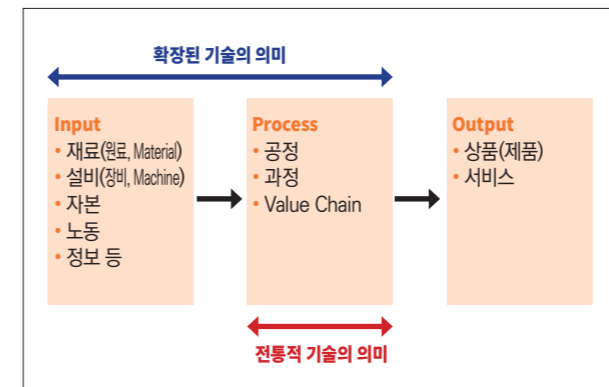 확장된 기술의 의미
Input
• 재료(원료, Material)
• 설비(장비, Machine)
• 자본
• 노동
• 정보 등
Process
• 공정
• 과정
• Value Chain
Output
• 상품(제품)
• 서비스
전통적 기술의 의미